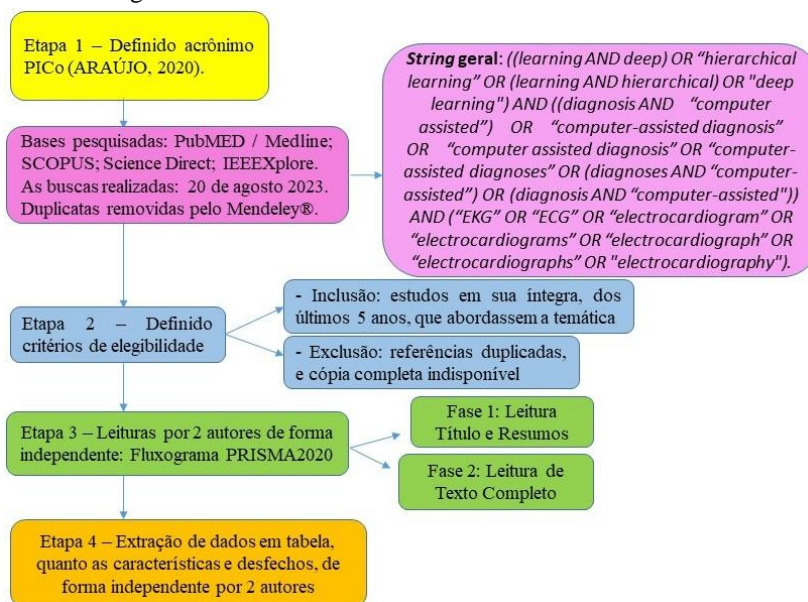 Etapa 1 – Definido acrônimo
PICo (ARAÚJO, 2020).
Bases pesquisadas: PubMED / Medline;
SCOPUS; Science Direct; IEEEXplore.
As buscas realizadas: 20 de agosto 2023.
Duplicatas removidas pelo Mendeley®.
String geral: ((learning AND deep) OR “hierarchical
learning” OR (learning AND hierarchical) OR "deep
learning") AND ((diagnosis AND “computer
assisted”) OR “computer-assisted diagnosis”
OR “computer assisted diagnosis” OR “computer-
assisted diagnoses” OR (diagnoses AND “computer-
assisted”) OR (diagnosis AND “computer-assisted"))
AND (“EKG” OR “ECG” OR “electrocardiogram” OR
“electrocardiograms” OR “electrocardiograph” OR
“electrocardiographs” OR "electrocardiography").
Etapa 2 – Definido
critérios de elegibilidade
- Inclusão: estudos em sua íntegra, dos
últimos 5 anos, que abordassem a temática
- Exclusão: referências duplicadas,
e cópia completa indisponível
Etapa 3 – Leituras por 2 autores de forma
independente: Fluxograma PRISMA2020
Fase 1: Leitura
Título e Resumos
Fase 2: Leitura de
Texto Completo
Etapa 4 – Extração de dados em tabela,
quanto as características e desfechos, de
forma independente por 2 autores